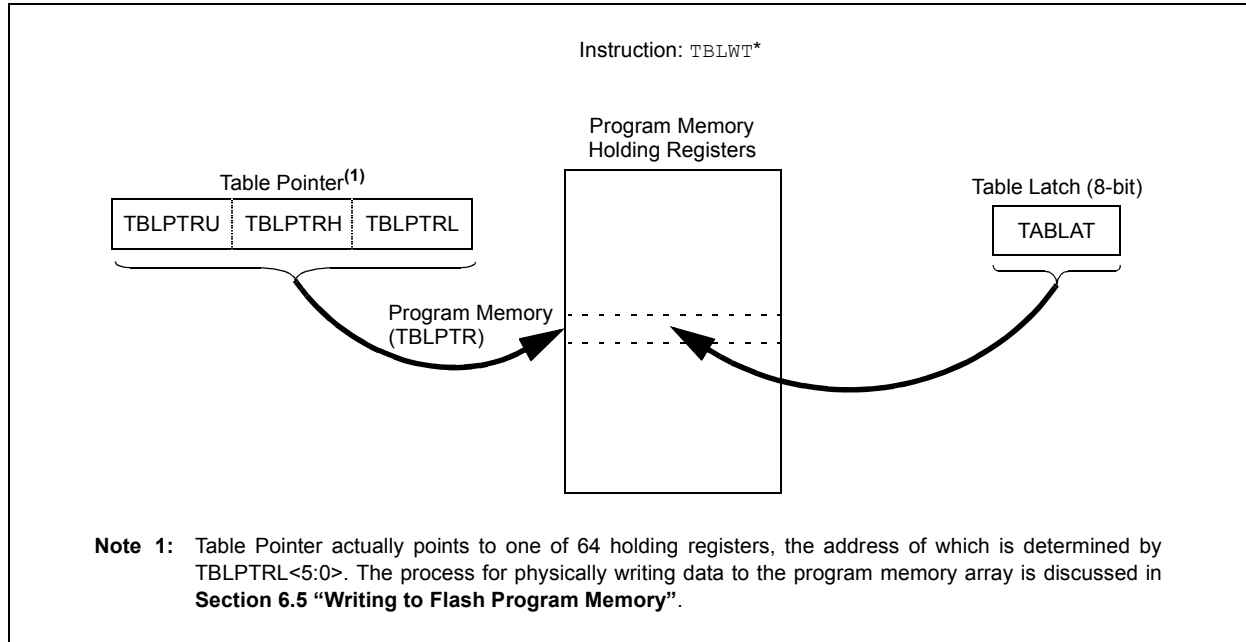 Instruction: TBLWT*
Program Memory
Holding Registers
Table Pointer(1)
Table Latch (8-bit)
TBLPTRU TBLPTRH TBLPTRL
TABLAT
Program Memory
(TBLPTR)
Note 1: Table Pointer actually points to one of 64 holding registers, the address of which is determined by
TBLPTRL<5:0>. The process for physically writing data to the program memory array is discussed in
Section 6.5 “Writing to Flash Program Memory”.